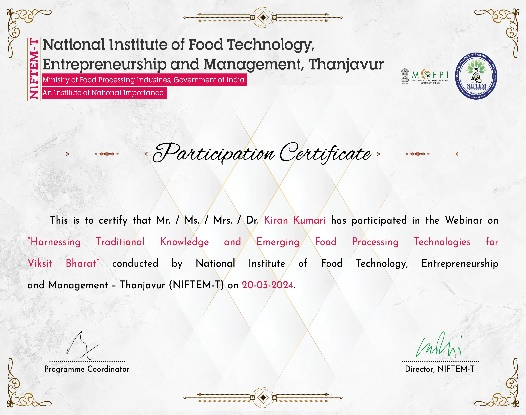 NIFTEM-T
National Institute of Food Technology,
Entrepreneurship and Management, Thanjavur
Ministry of Food Processing Industries, Government of India
An Institute of National Importance
Participation Certificate
This is to certify that Mr. / Ms. / Mrs. / Dr. Kiran Kumari has participated in the Webinar on
"Harnessing Traditional Knowledge and Emerging Food Processing Technologies for
Viksit Bharat" conducted by National Institute of Food Technology, Entrepreneurship
and Management – Thanjavur (NIFTEM-T) on 20-03-2024.
Programme Coordinator
Director, NIFTEM-T